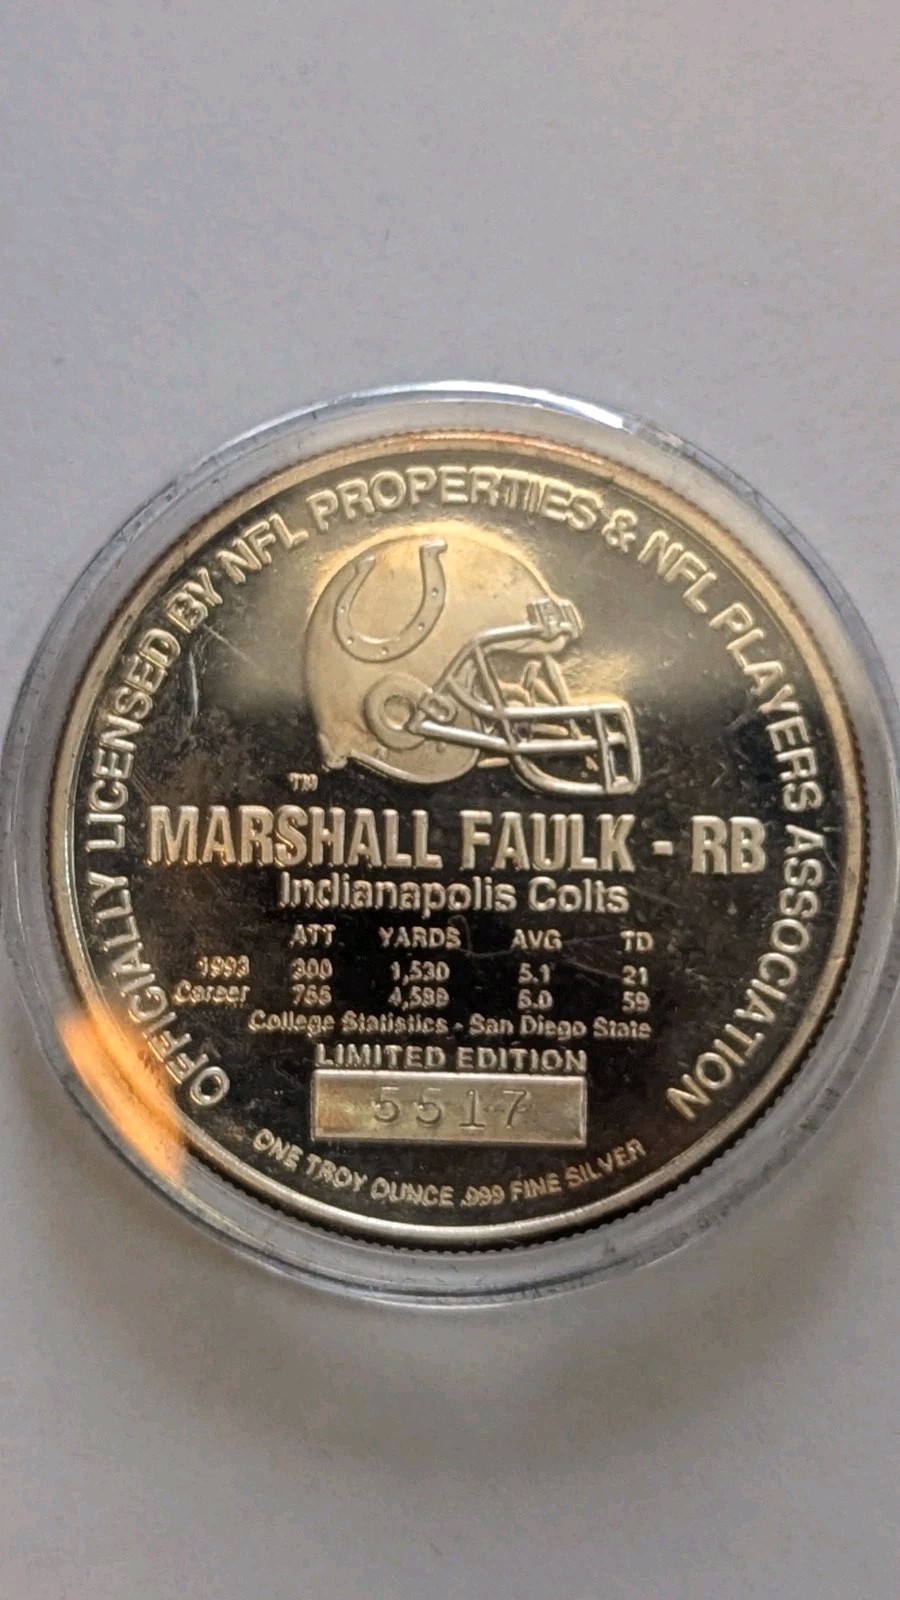 OFFICIALLY LICENSED BY NFL PROPERTIES & NFL PLAYERS ASSOCIATION
TM
MARSHALL FAULK - RB
Indianapolis Colts
ATT YARDS AVG TD
1993 300 1,530 5.1 21
Career 766 4,589 6.0 59
College Statistics - San Diego State
LIMITED EDITION
5517
ONE TROY OUNCE .999 FINE SILVER